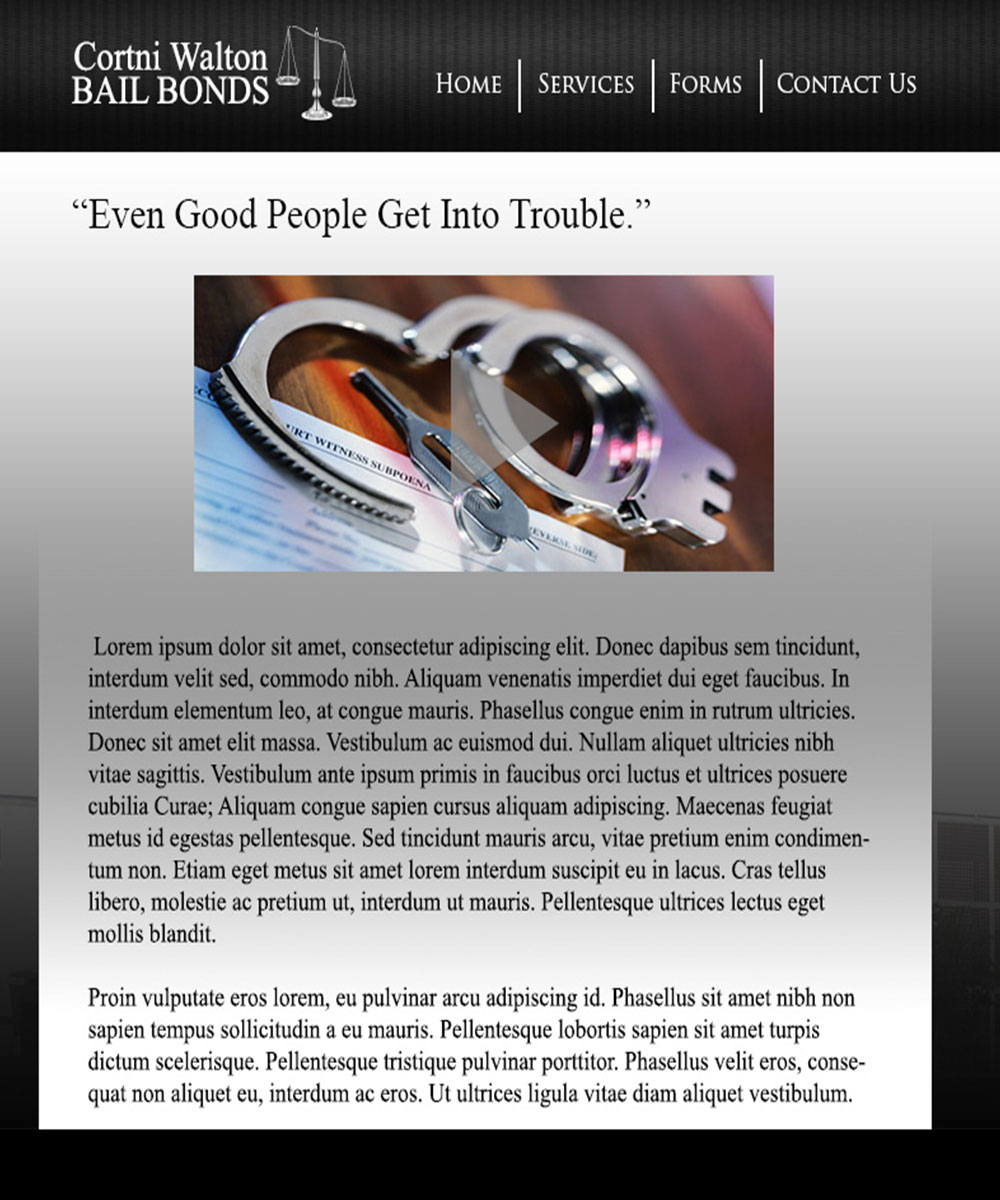 Cortni Walton
BAIL BONDS
HOME
SERVICES
FORMS
CONTACT US
“Even Good People Get Into Trouble.”
URT WITNESS SUBPOENA
EVERSE SIDE
Lorem ipsum dolor sit amet, consectetur adipiscing elit. Donec dapibus sem tincidunt,
interdum velit sed, commodo nibh. Aliquam venenatis imperdiet dui eget faucibus. In
interdum elementum leo, at congue mauris. Phasellus congue enim in rutrum ultricies.
Donec sit amet elit massa. Vestibulum ac euismod dui. Nullam aliquet ultricies nibh
vitae sagittis. Vestibulum ante ipsum primis in faucibus orci luctus et ultrices posuere
cubilia Curae; Aliquam congue sapien cursus aliquam adipiscing. Maecenas feugiat
metus id egestas pellentesque. Sed tincidunt mauris arcu, vitae pretium enim condimen-
tum non. Etiam eget metus sit amet lorem interdum suscipit eu in lacus. Cras tellus
libero, molestie ac pretium ut, interdum ut mauris. Pellentesque ultrices lectus eget
mollis blandit.
Proin vulputate eros lorem, eu pulvinar arcu adipiscing id. Phasellus sit amet nibh non
sapien tempus sollicitudin a eu mauris. Pellentesque lobortis sapien sit amet turpis
dictum scelerisque. Pellentesque tristique pulvinar porttitor. Phasellus velit eros, conse-
quat non aliquet eu, interdum ac eros. Ut ultrices ligula vitae diam aliquet vestibulum.